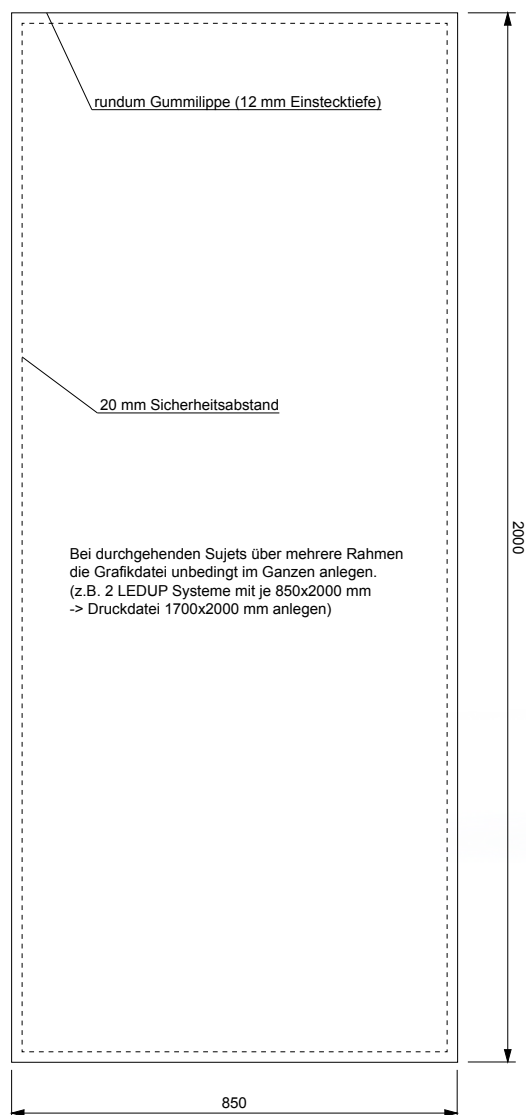 rundum Gummilippe (12 mm Einstecktiefe)
20 mm Sicherheitsabstand
Bei durchgehenden Sujets über mehrere Rahmen
die Grafikdatei unbedingt im Ganzen anlegen.
(z.B. 2 LEDUP Systeme mit je 850x2000 mm
-> Druckdatei 1700x2000 mm anlegen)
2000
850